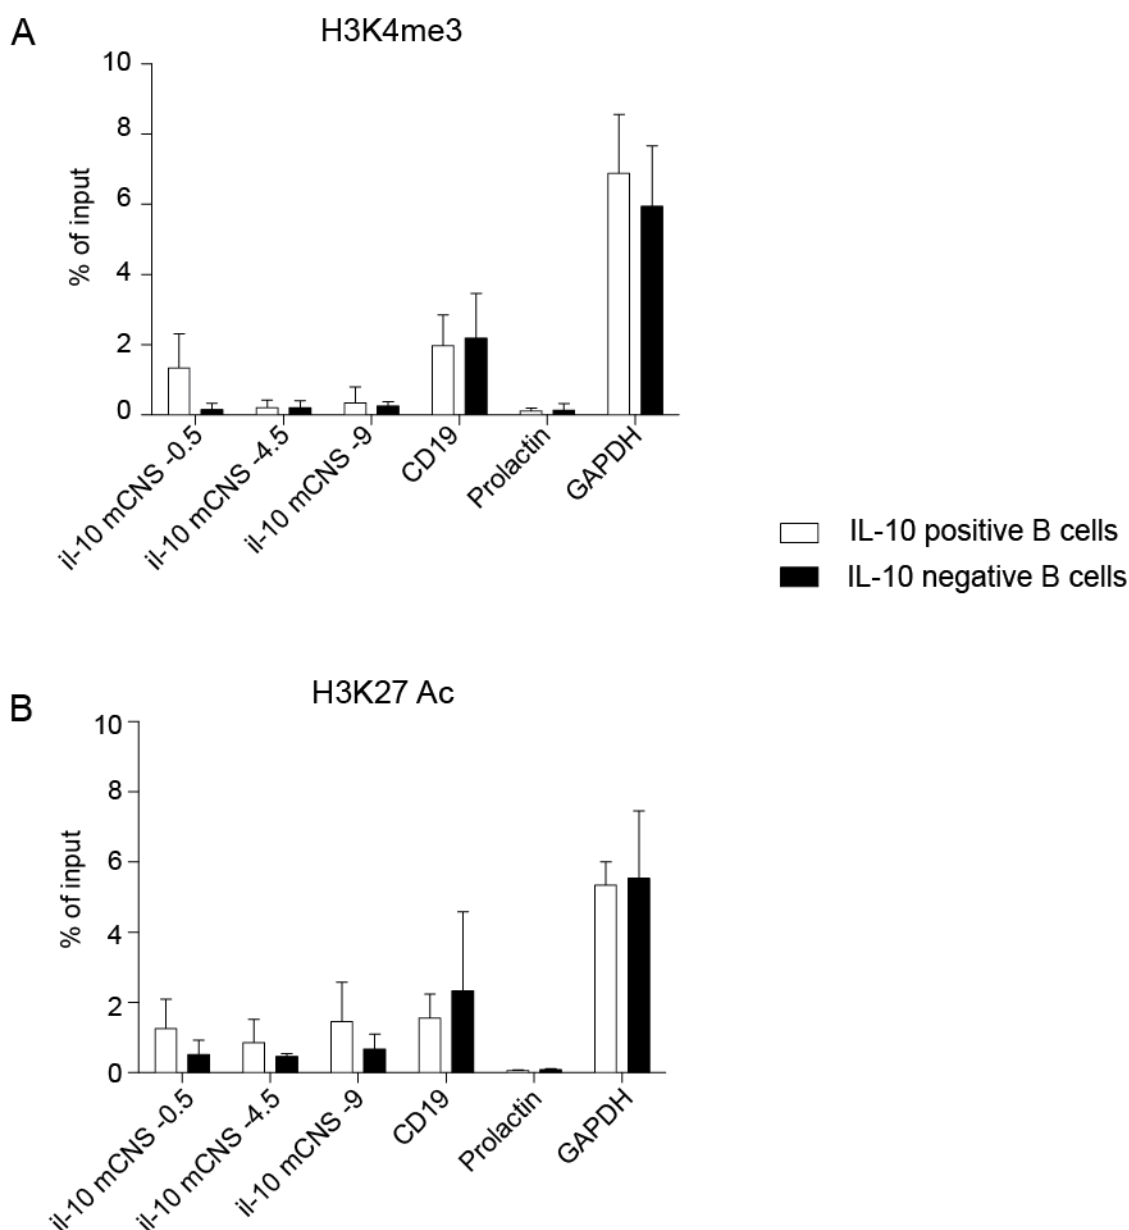 A
H3K4me3
10
8
6
4
2
0
% of input
il-10 mCNS -0.5
il-10 mCNS -4.5
il-10 mCNS -9
CD19
Prolactin
GAPDH
IL-10 positive B cells
IL-10 negative B cells
B
H3K27 Ac
10
8
6
4
2
0
% of input
il-10 mCNS -0.5
il-10 mCNS -4.5
il-10 mCNS -9
CD19
Prolactin
GAPDH